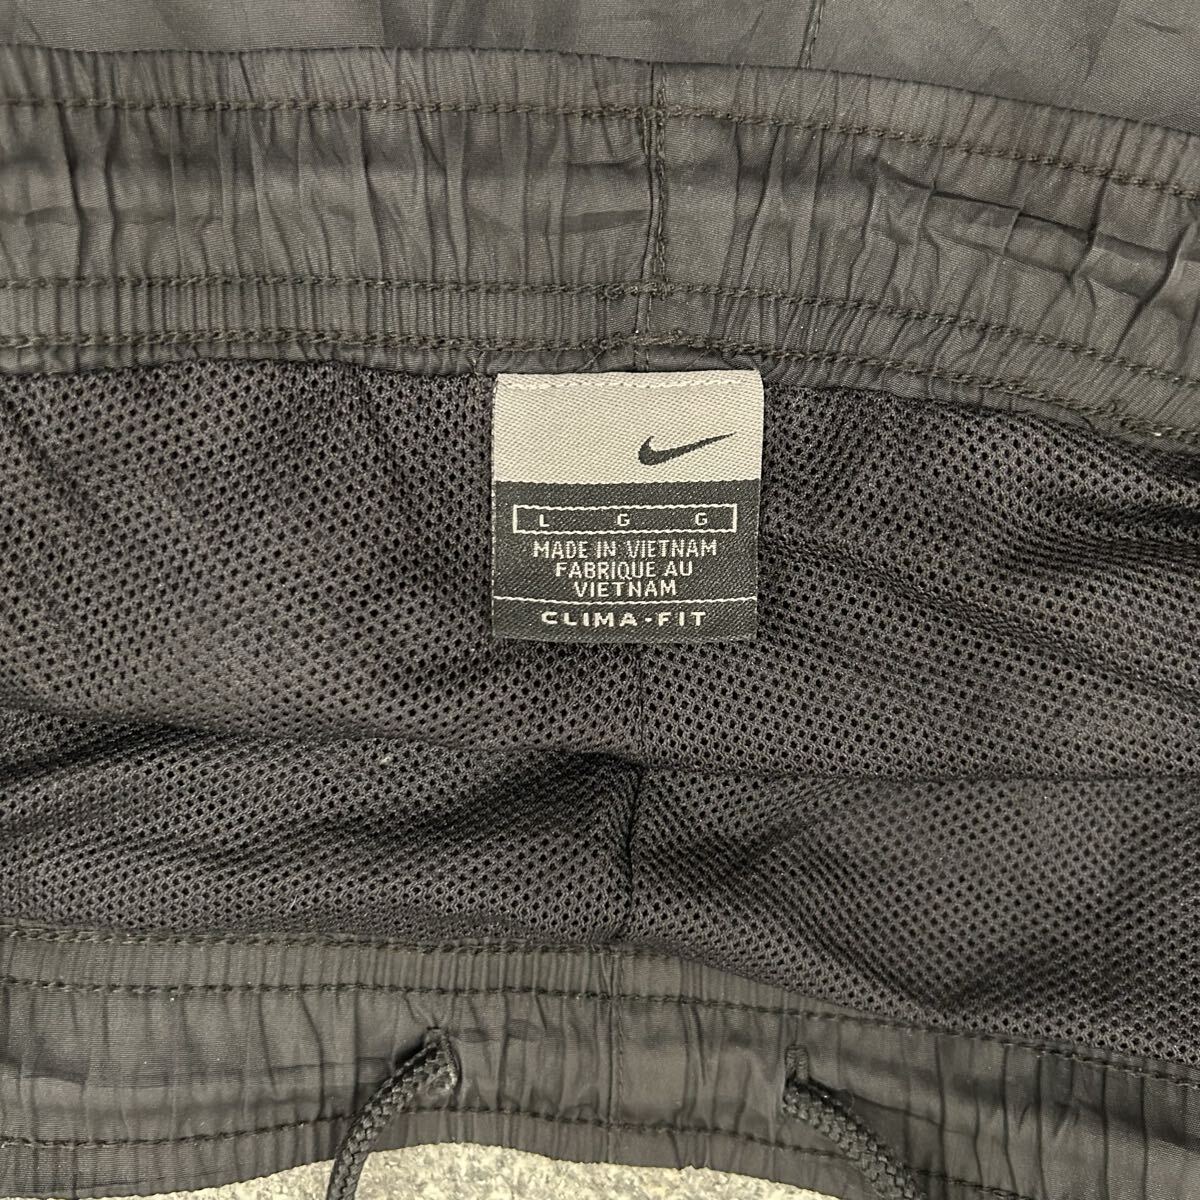 L G G
MADE IN VIETNAM
FABRIQUE AU
VIETNAM
CLIMA-FIT